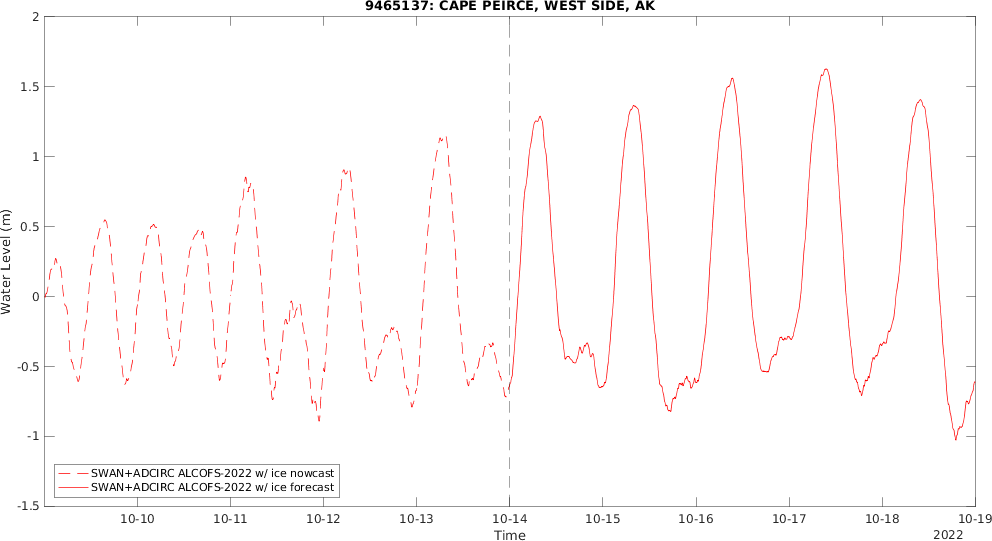 9465137: CAPE PEIRCE, WEST SIDE, AK
2
1.5
1
0.5
0
-0.5
-1
-1.5
Water Level (m)
SWAN+ADCIRC ALCOFS-2022 w/ ice nowcast
SWAN+ADCIRC ALCOFS-2022 w/ ice forecast
10-10 10-11 10-12 10-13 10-14 10-15 10-16 10-17 10-18 10-19
Time
2022